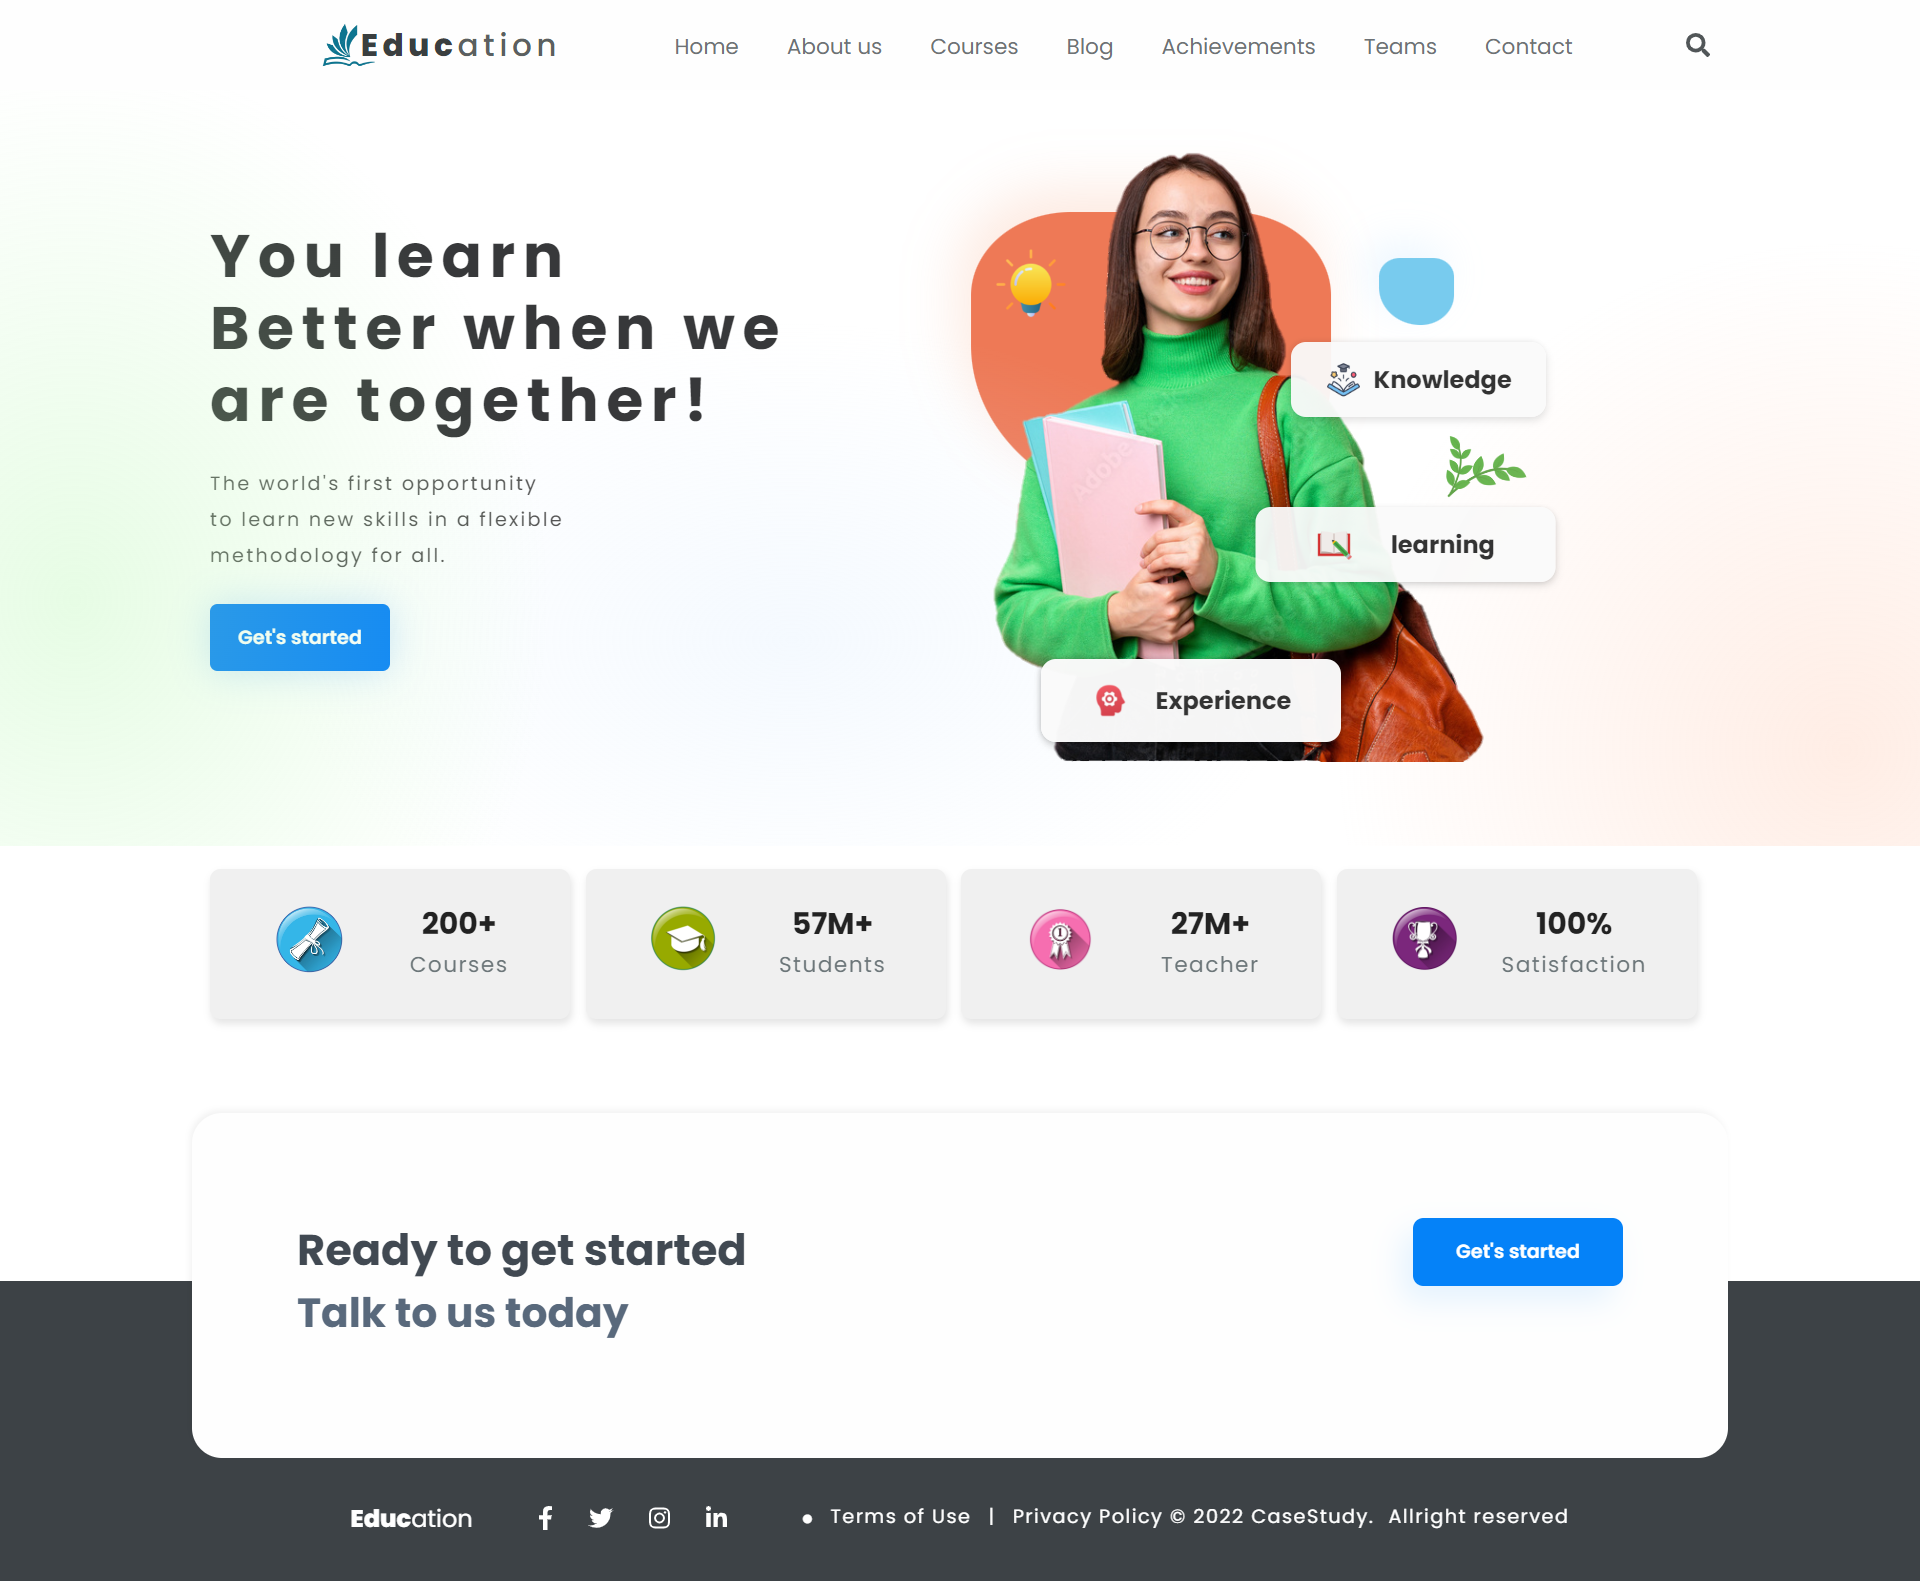 Education
Home
About us
Courses
Blog
Achievements
Teams
Contact
You learn
Better when we
are together!
The world's first opportunity
to learn new skills in a flexible
methodology for all.
Get's started
Adobe Stock
Knowledge
learning
Experience
200+
Courses
57M+
Students
27M+
Teacher
100%
Satisfaction
Ready to get started
Talk to us today
Get's started
Education
Terms of Use | Privacy Policy © 2022 CaseStudy. Allright reserved